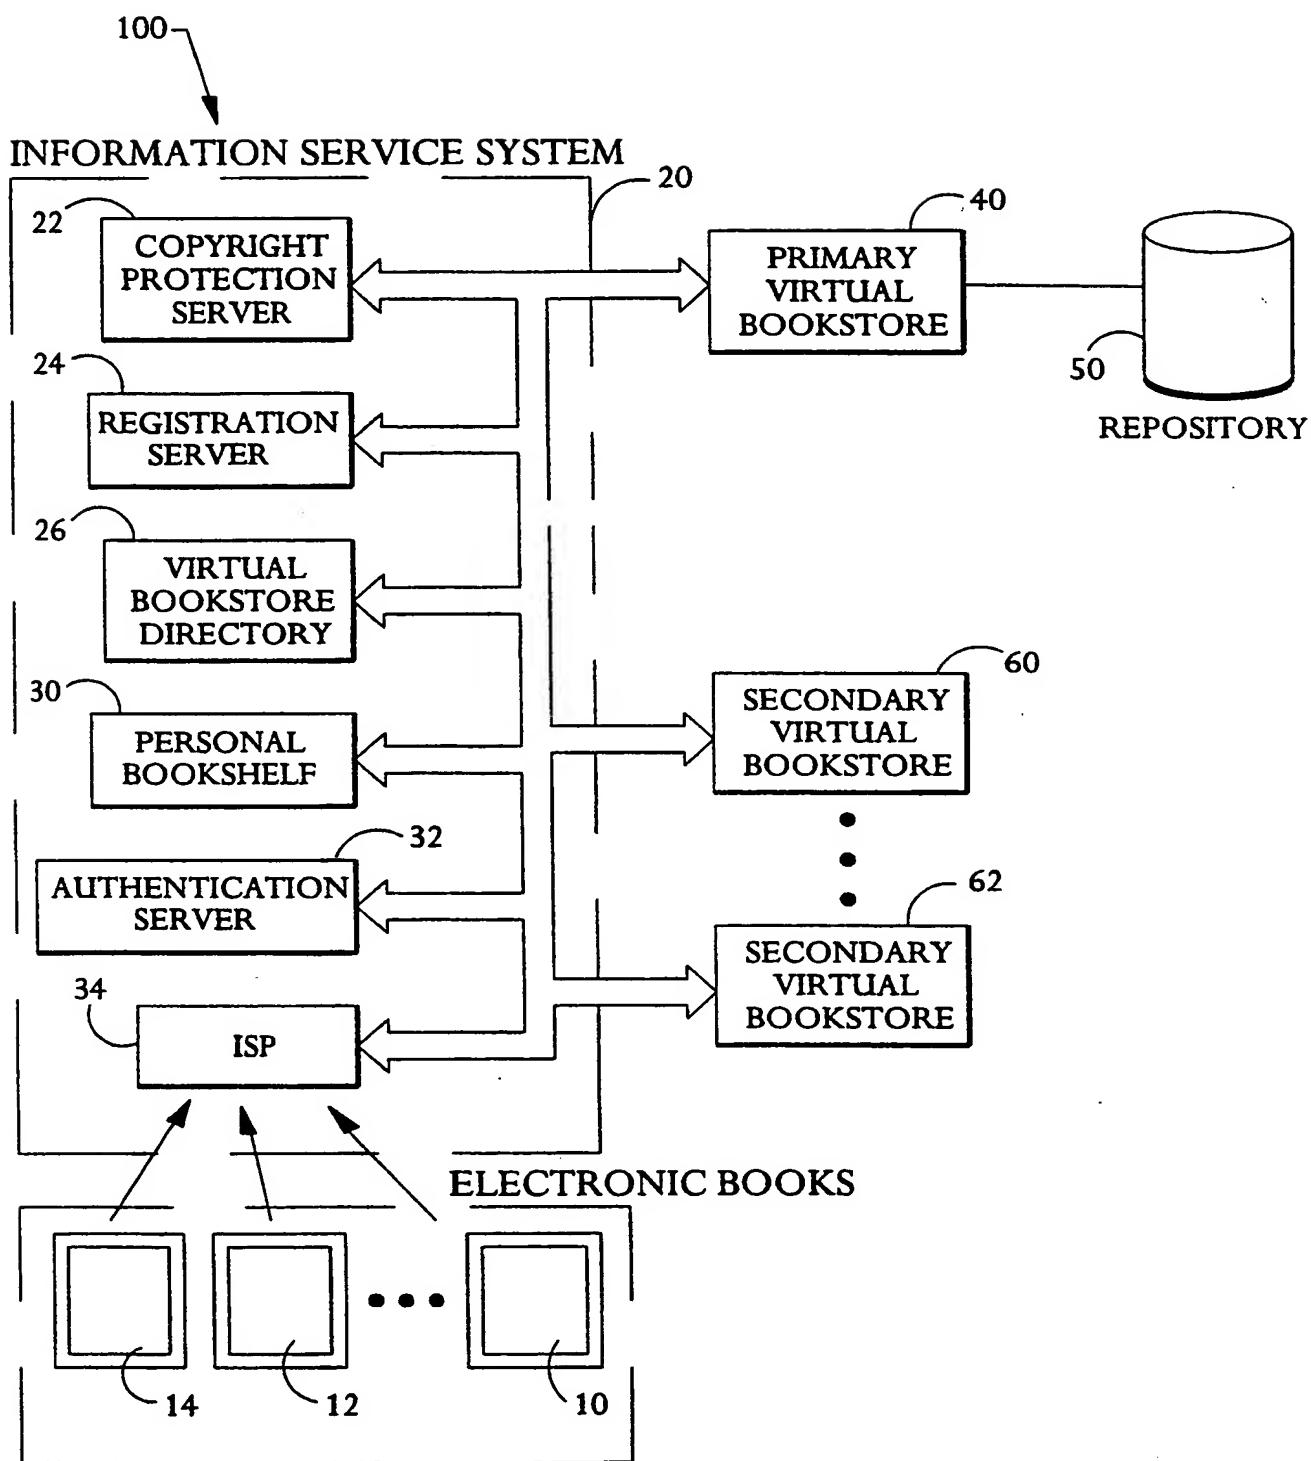 100
INFORMATION SERVICE SYSTEM
20
22
COPYRIGHT
PROTECTION
SERVER
40
PRIMARY
VIRTUAL
BOOKSTORE
50
REPOSITORY
24
REGISTRATION
SERVER
26
VIRTUAL
BOOKSTORE
DIRECTORY
30
PERSONAL
BOOKSHELF
60
SECONDARY
VIRTUAL
BOOKSTORE
32
AUTHENTICATION
SERVER
62
SECONDARY
VIRTUAL
BOOKSTORE
34
ISP
ELECTRONIC BOOKS
14
12
10